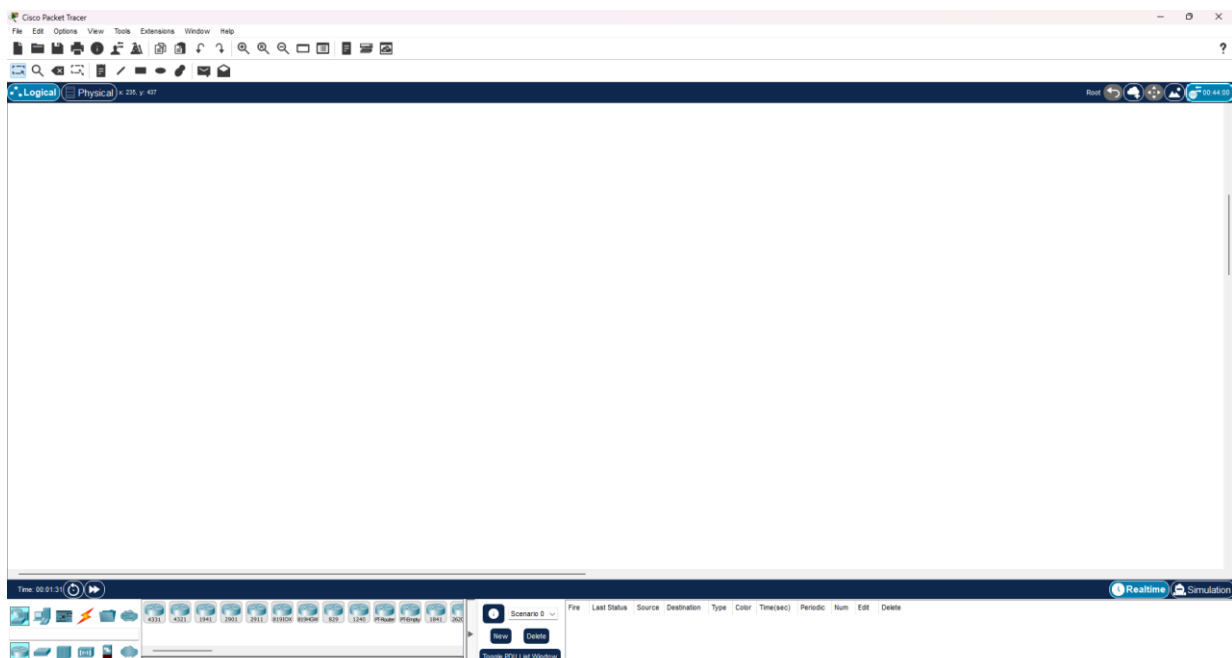 Cisco Packet Tracer
File Edit Options View Tools Extensions Window Help
?
Logical Physical x: 235, y: 437 Root 00:44:00
Time: 00:01:31 Realtime Simulation
4331 4321 1941 2901 2911 819IOX 819HGW 829 1240 PT-Router PT-Empty 1841 262
Scenario 0
Fire Last Status Source Destination Type Color Time(sec) Periodic Num Edit Delete
New Delete
Toggle PDU List Window